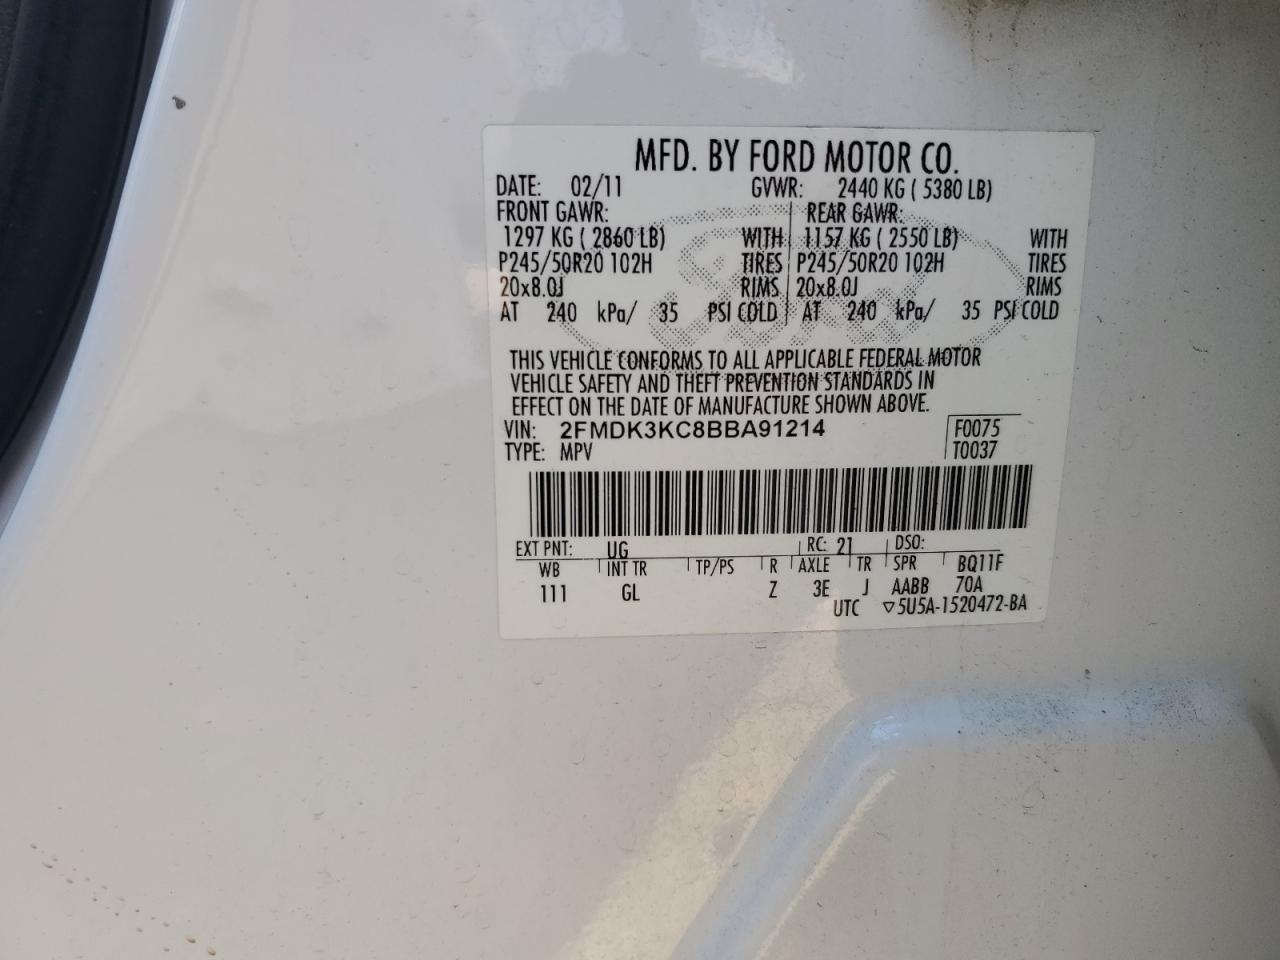 MFD. BY FORD MOTOR CO.
DATE: 02/11 GVWR: 2440 KG ( 5380 LB)
FRONT GAWR: REAR GAWR:
1297 KG ( 2860 LB) WITH 1157 KG ( 2550 LB) WITH
P245/50R20 102H TIRES P245/50R20 102H TIRES
20x8.0J RIMS 20x8.0J RIMS
AT 240 kPa/ 35 PSI COLD AT 240 kPa/ 35 PSI COLD
THIS VEHICLE CONFORMS TO ALL APPLICABLE FEDERAL MOTOR
VEHICLE SAFETY AND THEFT PREVENTION STANDARDS IN
EFFECT ON THE DATE OF MANUFACTURE SHOWN ABOVE.
VIN: 2FMDK3KC8BBA91214 F0075
TYPE: MPV T0037
EXT PNT: UG RC: 21 DSO:
WB INT TR TP/PS R AXLE TR SPR BQ11F
111 GL Z 3E J AABB 70A
UTC ▽5U5A-1520472-BA